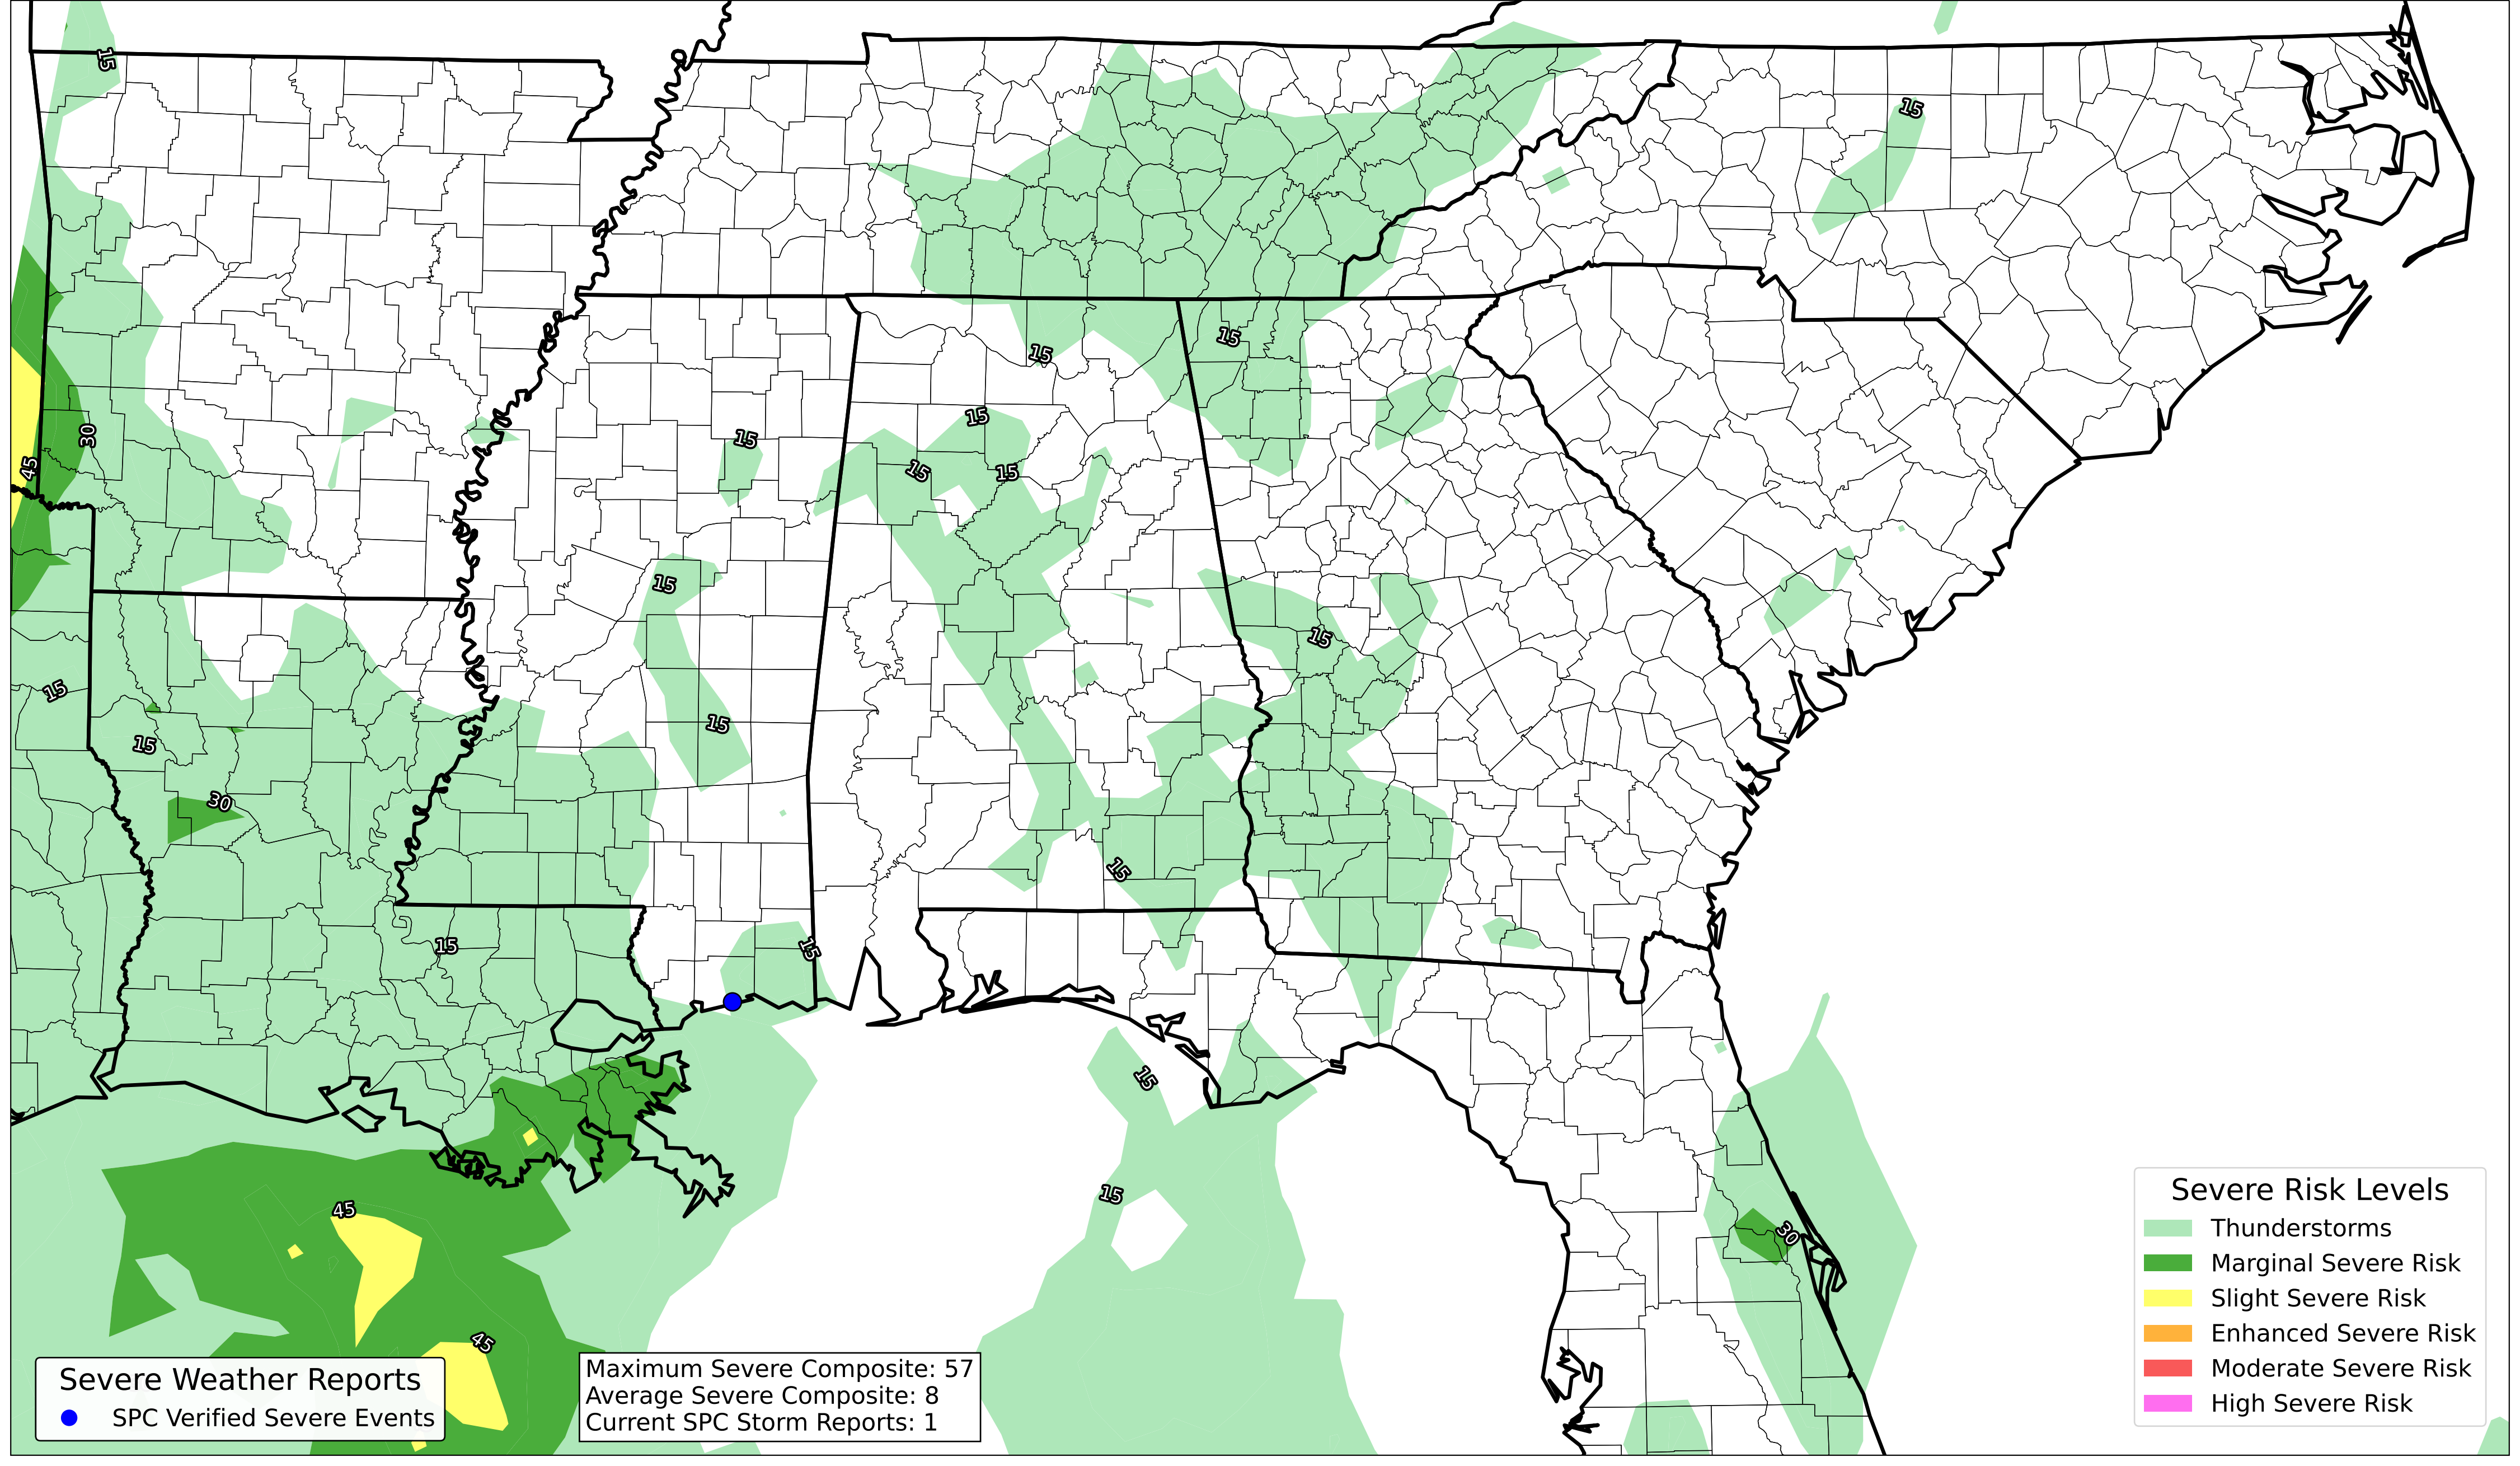 15
15
15
15
15
15
30
15
15
15
45
15
15
15
15
15
30
15
15
15
15
15
45
30
45
Severe Weather Reports
SPC Verified Severe Events
Maximum Severe Composite: 57
Average Severe Composite: 8
Current SPC Storm Reports: 1
Severe Risk Levels
Thunderstorms
Marginal Severe Risk
Slight Severe Risk
Enhanced Severe Risk
Moderate Severe Risk
High Severe Risk